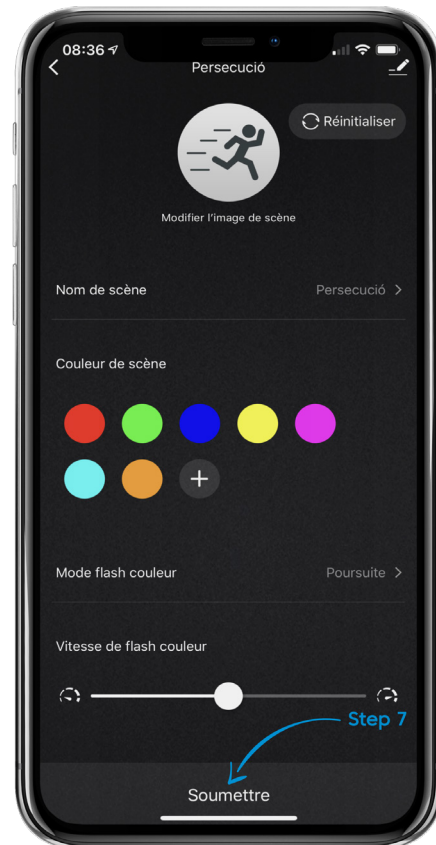 08:36
Persecució
Réinitialiser
Modifier l'image de scène
Nom de scène
Persecució
Couleur de scène
Mode flash couleur
Poursuite
Vitesse de flash couleur
Step 7
Soumettre